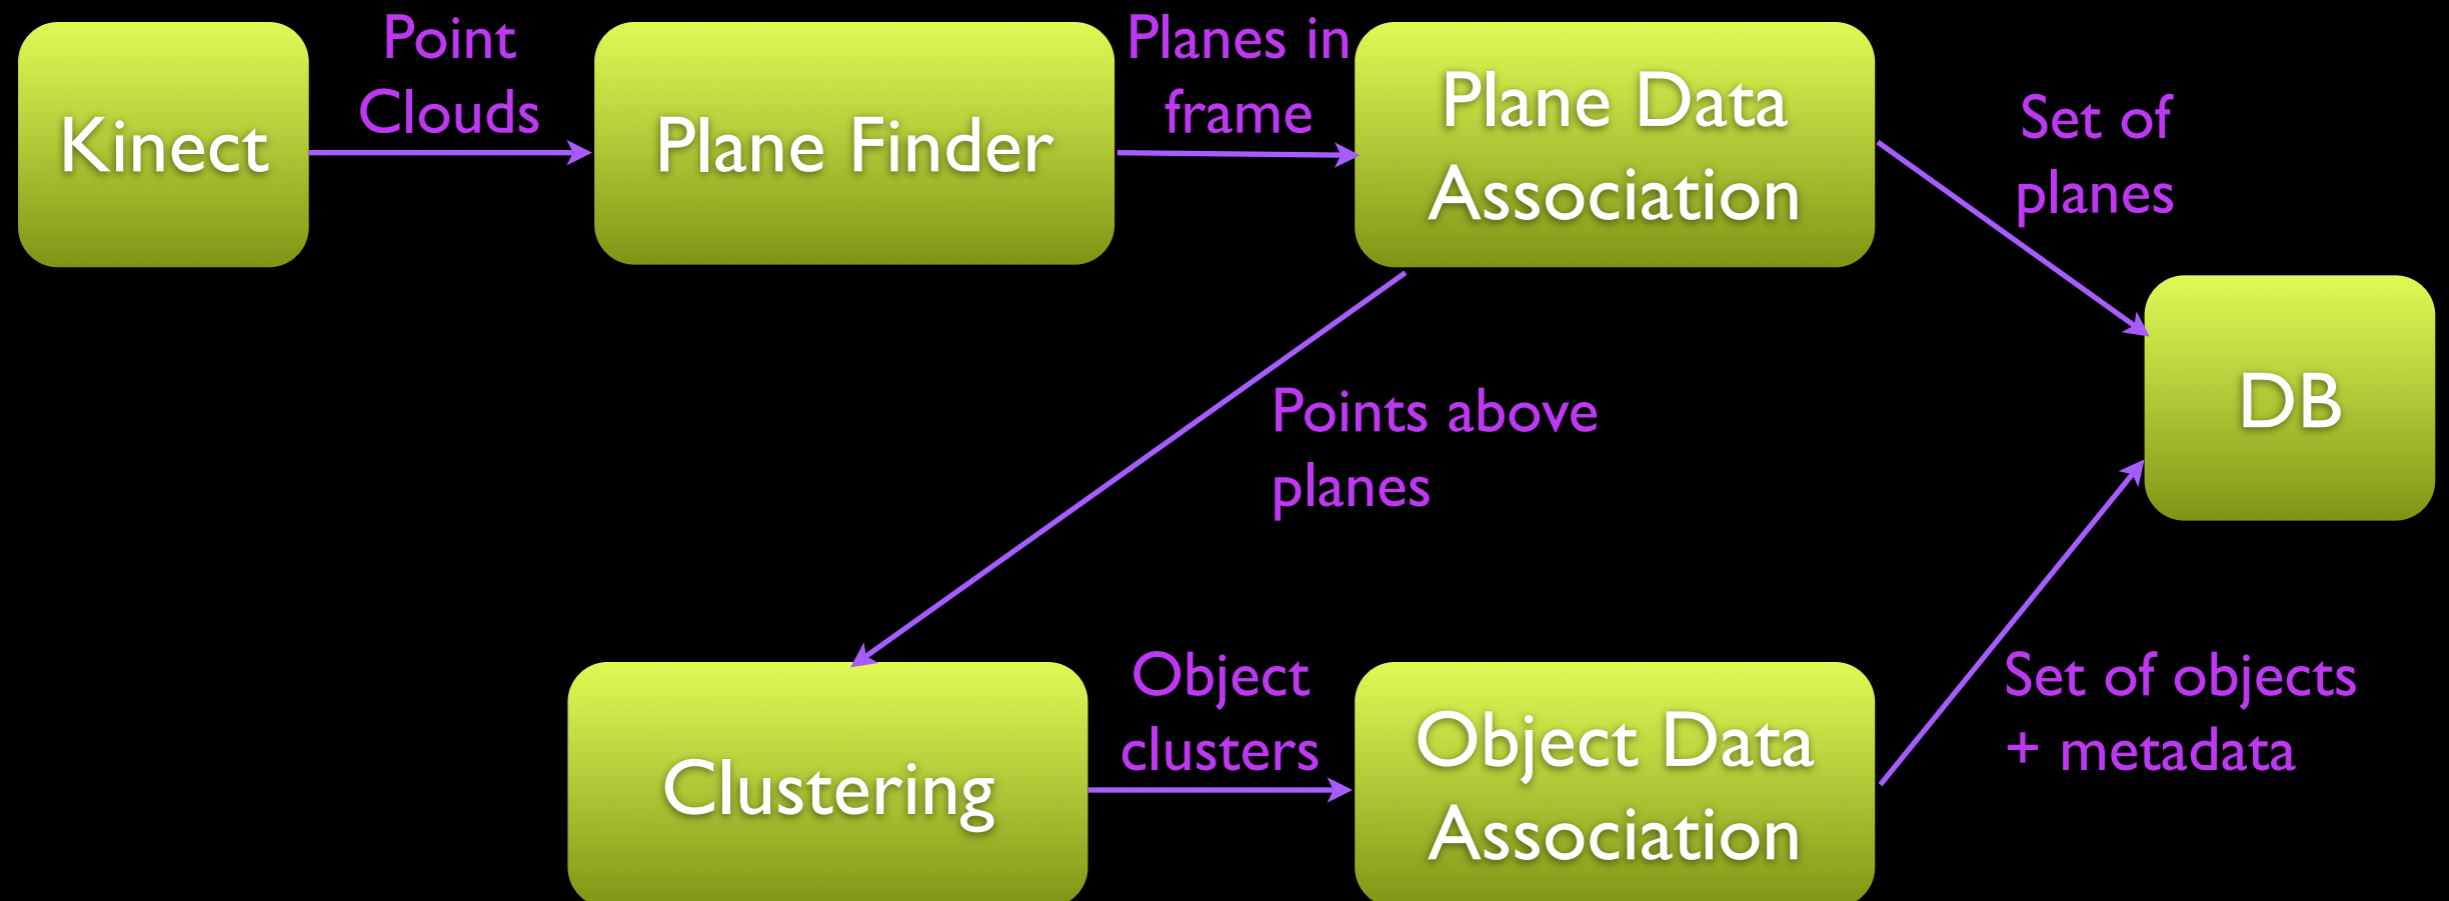 Kinect
Point
Clouds
Plane Finder
Planes in
frame
Plane Data
Association
Set of
planes
DB
Points above
planes
Clustering
Object
clusters
Object Data
Association
Set of objects
+ metadata